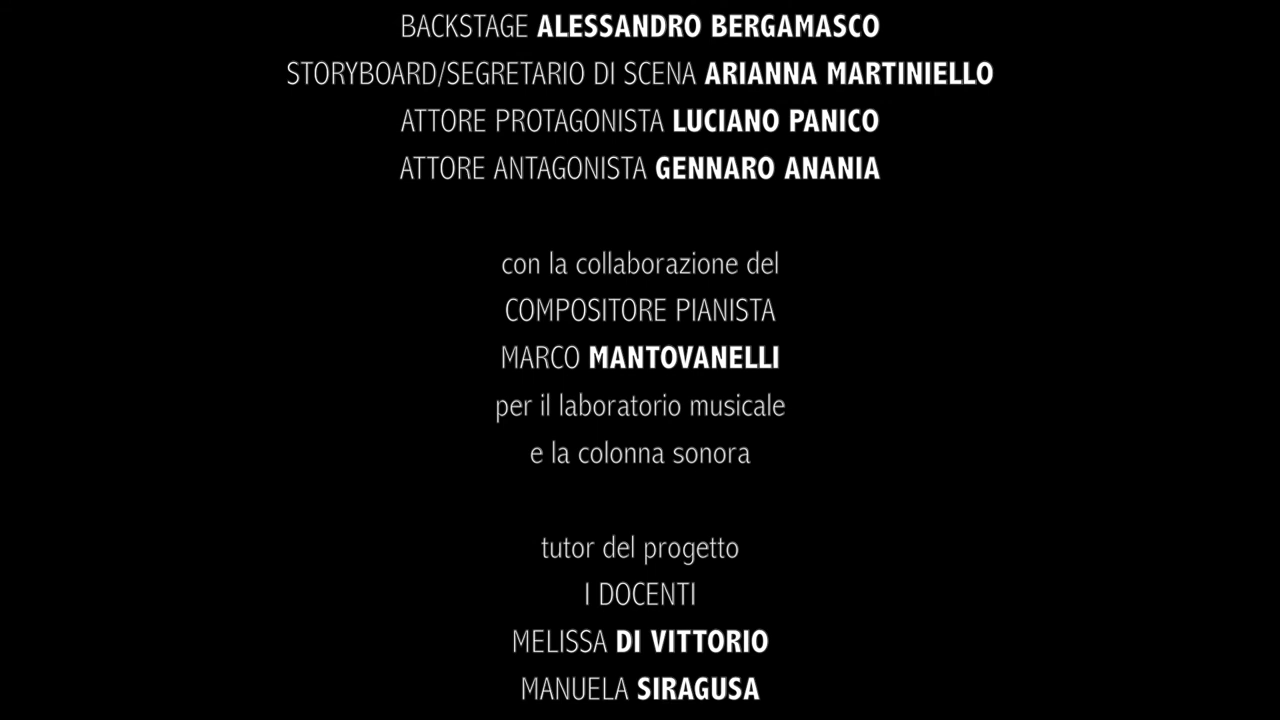 BACKSTAGE ALESSANDRO BERGAMASCO
STORYBOARD/SEGRETARIO DI SCENA ARIANNA MARTINIELLO
ATTORE PROTAGONISTA LUCIANO PANICO
ATTORE ANTAGONISTA GENNARO ANANIA
con la collaborazione del
COMPOSITORE PIANISTA
MARCO MANTOVANELLI
per il laboratorio musicale
e la colonna sonora
tutor del progetto
I DOCENTI
MELISSA DI VITTORIO
MANUELA SIRAGUSA